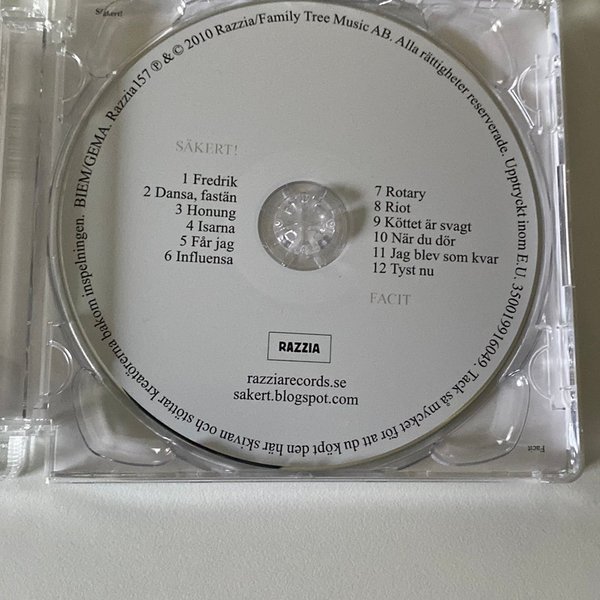 Säkert!
BIEM/GEMA. Razzia157 ℗ & © 2010 Razzia/Family Tree Music AB. Alla rättigheter reserverade. Upptryckt inom E.U. 350019916049. Tack så mycket för att du köpt den här skivan och stöttar kreatörerna bakom inspelningen.
SÄKERT!
1 Fredrik
2 Dansa, fastän
3 Honung
4 Isarna
5 Får jag
6 Influensa
7 Rotary
8 Riot
9 Köttet är svagt
10 När du dör
11 Jag blev som kvar
12 Tyst nu
FACIT
RAZZIA
razziarecords.se
sakert.blogspot.com
Facit